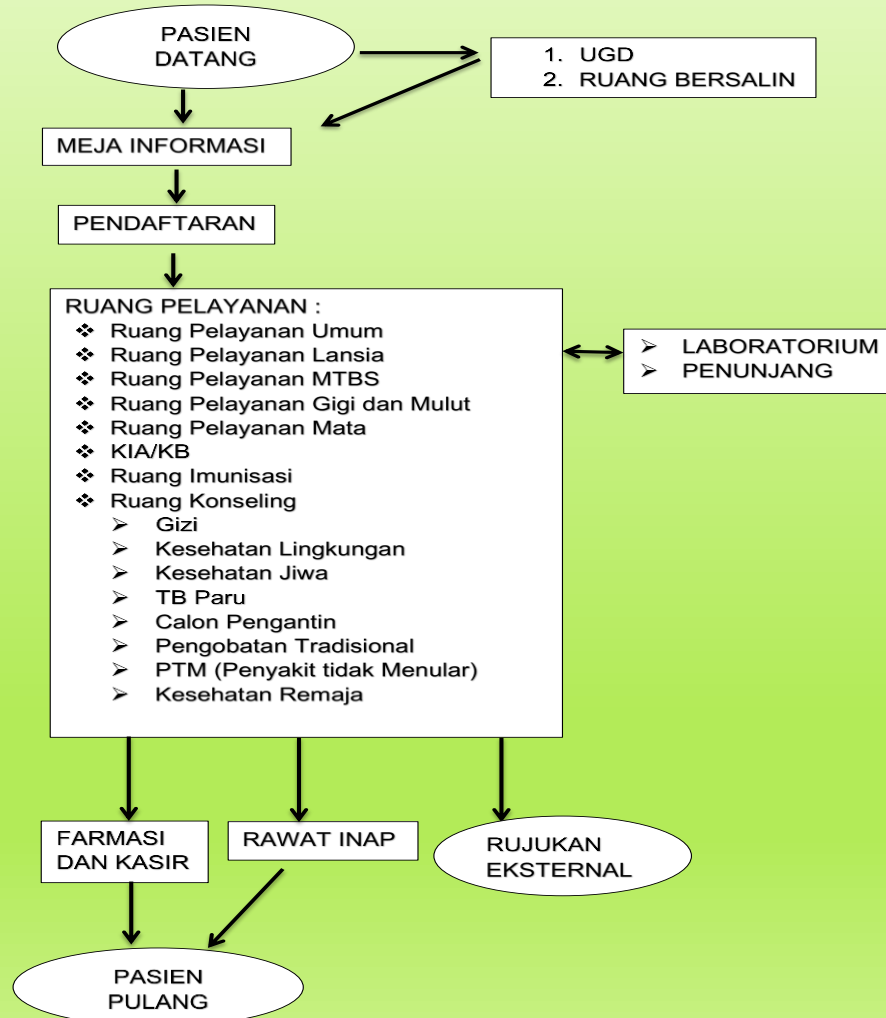 PASIEN
DATANG
1. UGD
2. RUANG BERSALIN
MEJA INFORMASI
PENDAFTARAN
RUANG PELAYANAN :
❖ Ruang Pelayanan Umum
❖ Ruang Pelayanan Lansia
❖ Ruang Pelayanan MTBS
❖ Ruang Pelayanan Gigi dan Mulut
❖ Ruang Pelayanan Mata
❖ KIA/KB
❖ Ruang Imunisasi
❖ Ruang Konseling
➢ Gizi
➢ Kesehatan Lingkungan
➢ Kesehatan Jiwa
➢ TB Paru
➢ Calon Pengantin
➢ Pengobatan Tradisional
➢ PTM (Penyakit tidak Menular)
➢ Kesehatan Remaja
➢ LABORATORIUM
➢ PENUNJANG
FARMASI
DAN KASIR
RAWAT INAP
RUJUKAN
EKSTERNAL
PASIEN
PULANG